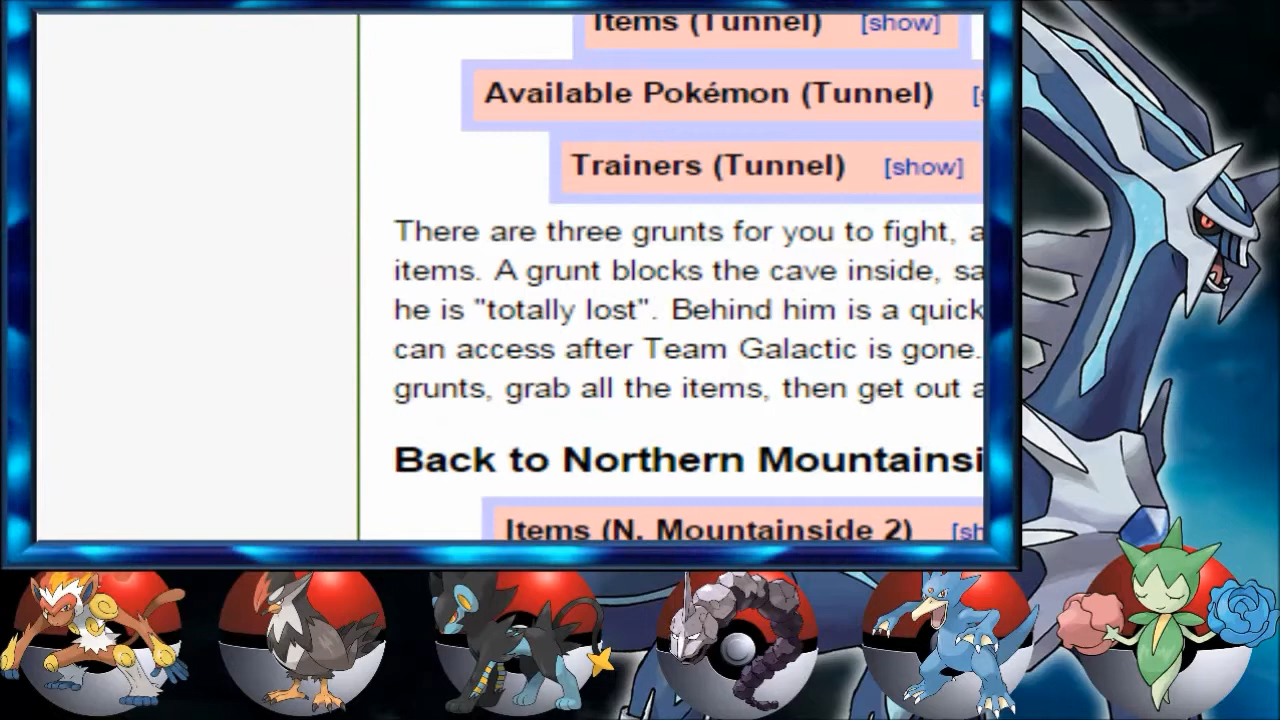 Items (Tunnel) [show]
Available Pokémon (Tunnel) [s
Trainers (Tunnel) [show]
There are three grunts for you to fight, a
items. A grunt blocks the cave inside, sa
he is "totally lost". Behind him is a quick
can access after Team Galactic is gone.
grunts, grab all the items, then get out a
Back to Northern Mountainsi
Items (N. Mountainside 2) [sh